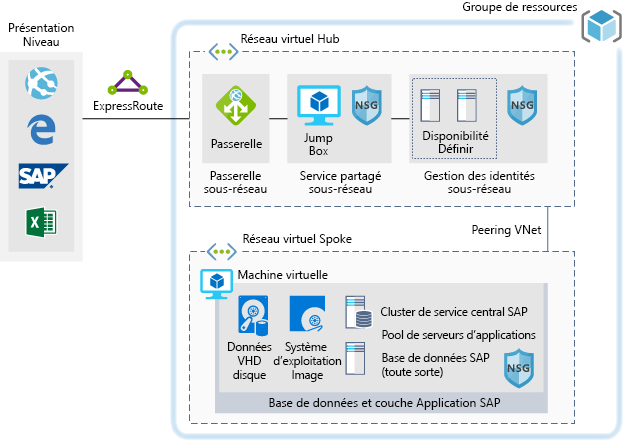 Groupe de ressources
Présentation
Niveau
SAP
ExpressRoute
Réseau virtuel Hub
Passerelle
Passerelle
sous-réseau
Jump
Box
NSG
Service partagé
sous-réseau
Disponibilité
Définir
NSG
Gestion des identités
sous-réseau
Peering VNet
Réseau virtuel Spoke
Machine virtuelle
Données
VHD
disque
Système
d'exploitation
Image
Cluster de service central SAP
Pool de serveurs d'applications
Base de données SAP
(toute sorte)
NSG
Base de données et couche Application SAP